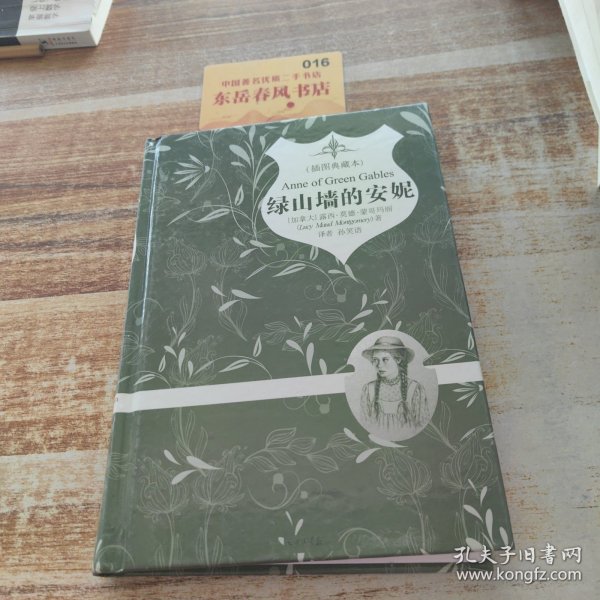 016
中国著名优质二手书店
东岳春风书店
(插图典藏本)
Anne of Green Gables
绿山墙的安妮
[加拿大] 露西·莫德·蒙哥玛丽
(Lucy Maud Montgomery) 著
译者 孙笑语
孔夫子旧书网
www.kongfz.com